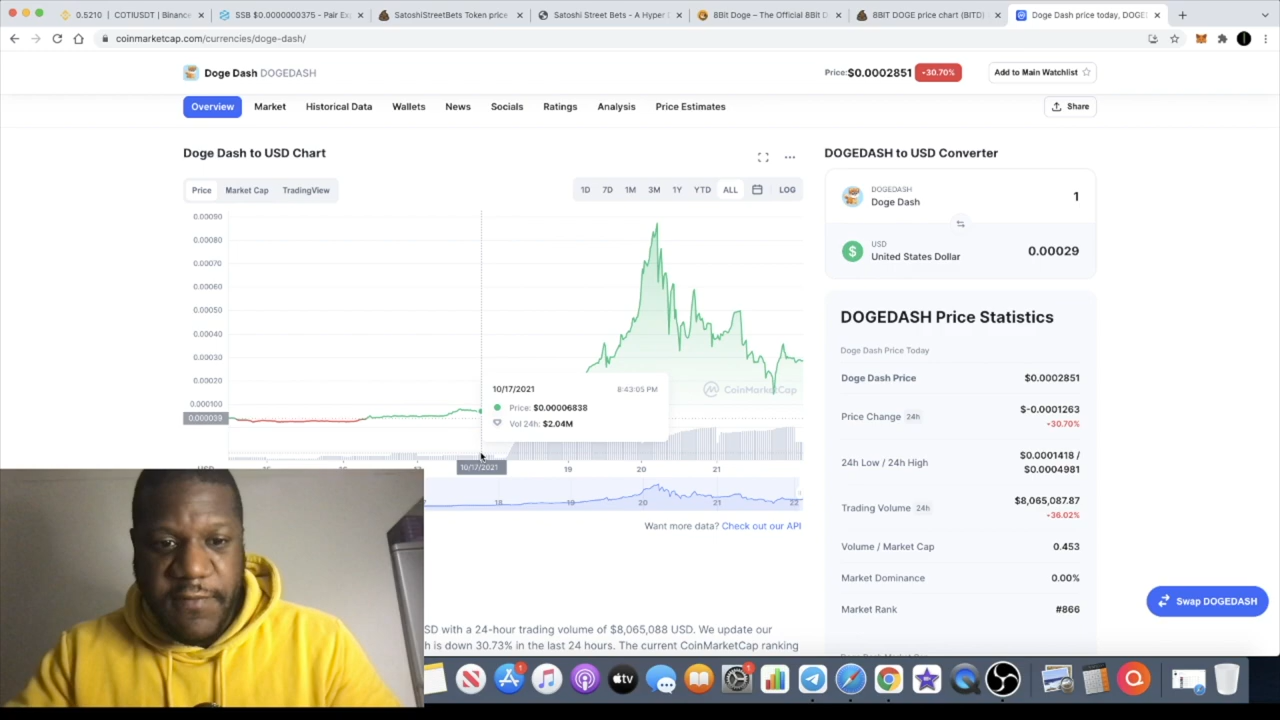 0.5210 | COTIUSDT | Binance
SSB $0.0000000375 - Pair Ex
SatoshiStreetBets Token price
Satoshi Street Bets - A Hyper
8Bit Doge – The Official 8Bit D
8BIT DOGE price chart (BITD)
Doge Dash price today, DOGE
coinmarketcap.com/currencies/doge-dash/
Doge Dash DOGEDASH
Price: $0.0002851 -30.70%
Add to Main Watchlist
Overview Market Historical Data Wallets News Socials Ratings Analysis Price Estimates
Share
Doge Dash to USD Chart
Price Market Cap TradingView
1D 7D 1M 3M 1Y YTD ALL LOG
0.00090
0.00080
0.00070
0.00060
0.00050
0.00040
0.00030
0.00020
0.000100
0.000039
10/17/2021 8:43:05 PM
Price: $0.00006838
Vol 24h: $2.04M
CoinMarketCap
10/17/2021
19 20 21
19 20 21 22
Want more data? Check out our API
SD with a 24-hour trading volume of $8,065,088 USD. We update our
h is down 30.73% in the last 24 hours. The current CoinMarketCap ranking
DOGEDASH to USD Converter
DOGEDASH
Doge Dash
1
USD
United States Dollar
0.00029
DOGEDASH Price Statistics
Doge Dash Price Today
Doge Dash Price $0.0002851
Price Change 24h $-0.0001263
-30.70%
24h Low / 24h High $0.0001418 /
$0.0004981
Trading Volume 24h $8,065,087.87
-36.02%
Volume / Market Cap 0.453
Market Dominance 0.00%
Market Rank #866
Swap DOGEDASH